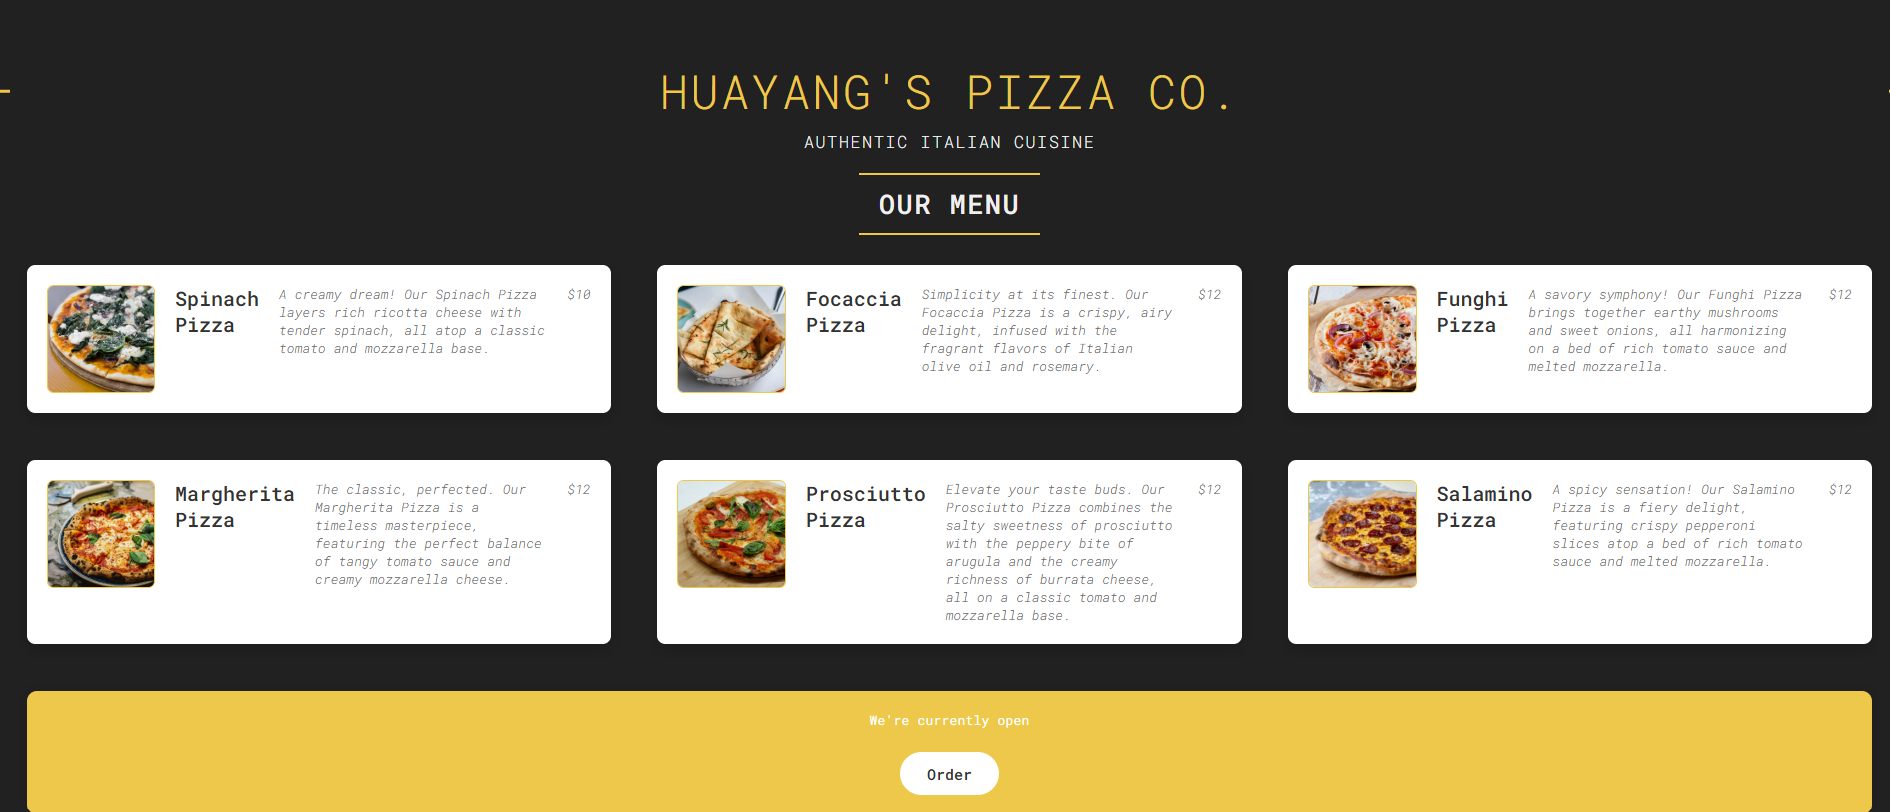 HUAYANG'S PIZZA CO.
AUTHENTIC ITALIAN CUISINE
OUR MENU
Spinach
Pizza
A creamy dream! Our Spinach Pizza
layers rich ricotta cheese with
tender spinach, all atop a classic
tomato and mozzarella base.
$10
Focaccia
Pizza
Simplicity at its finest. Our
Focaccia Pizza is a crispy, airy
delight, infused with the
fragrant flavors of Italian
olive oil and rosemary.
$12
Funghi
Pizza
A savory symphony! Our Funghi Pizza
brings together earthy mushrooms
and sweet onions, all harmonizing
on a bed of rich tomato sauce and
melted mozzarella.
$12
Margherita
Pizza
The classic, perfected. Our
Margherita Pizza is a
timeless masterpiece,
featuring the perfect balance
of tangy tomato sauce and
creamy mozzarella cheese.
$12
Prosciutto
Pizza
Elevate your taste buds. Our
Prosciutto Pizza combines the
salty sweetness of prosciutto
with the peppery bite of
arugula and the creamy
richness of burrata cheese,
all on a classic tomato and
mozzarella base.
$12
Salamino
Pizza
A spicy sensation! Our Salamino
Pizza is a fiery delight,
featuring crispy pepperoni
slices atop a bed of rich tomato
sauce and melted mozzarella.
$12
We're currently open
Order